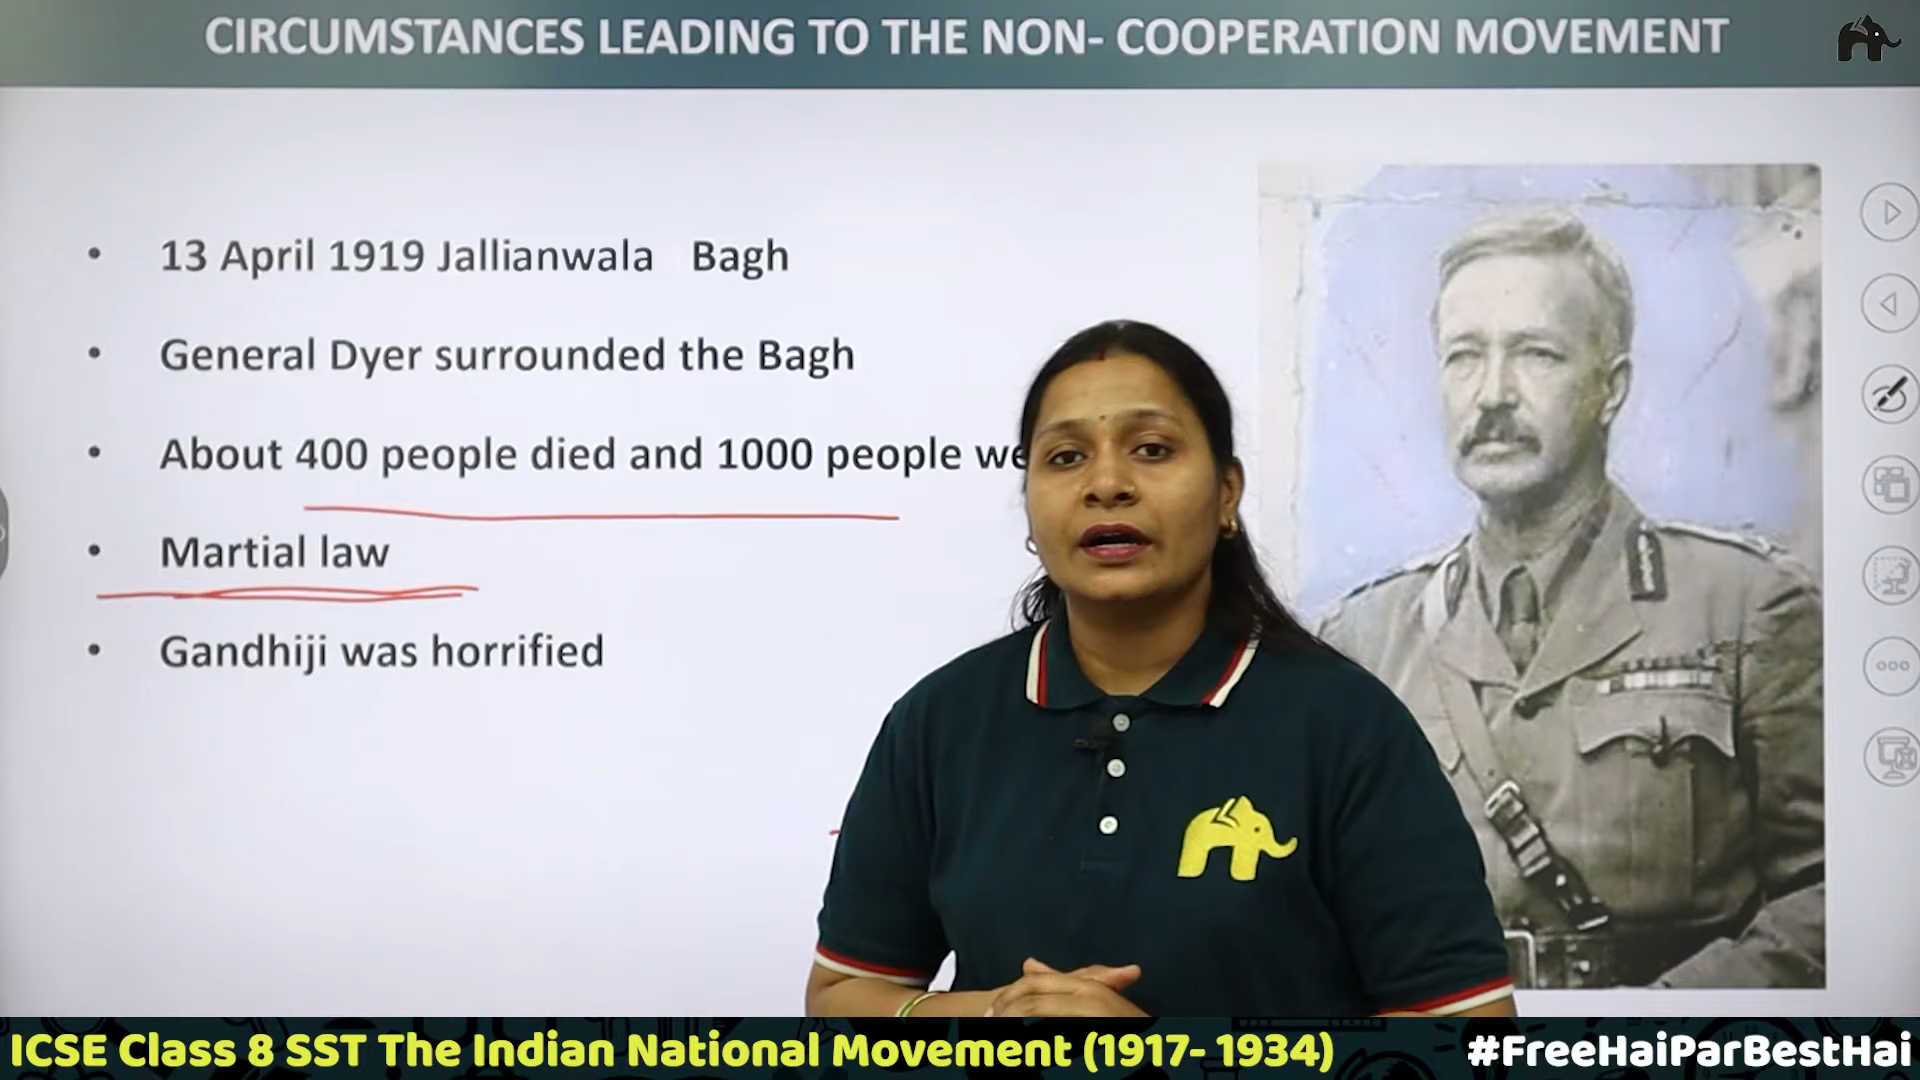 CIRCUMSTANCES LEADING TO THE NON- COOPERATION MOVEMENT
• 13 April 1919 Jallianwala Bagh
• General Dyer surrounded the Bagh
• About 400 people died and 1000 people
• Martial law
• Gandhiji was horrified
ICSE Class 8 SST The Indian National Movement (1917- 1934)
#FreeHaiParBestHai